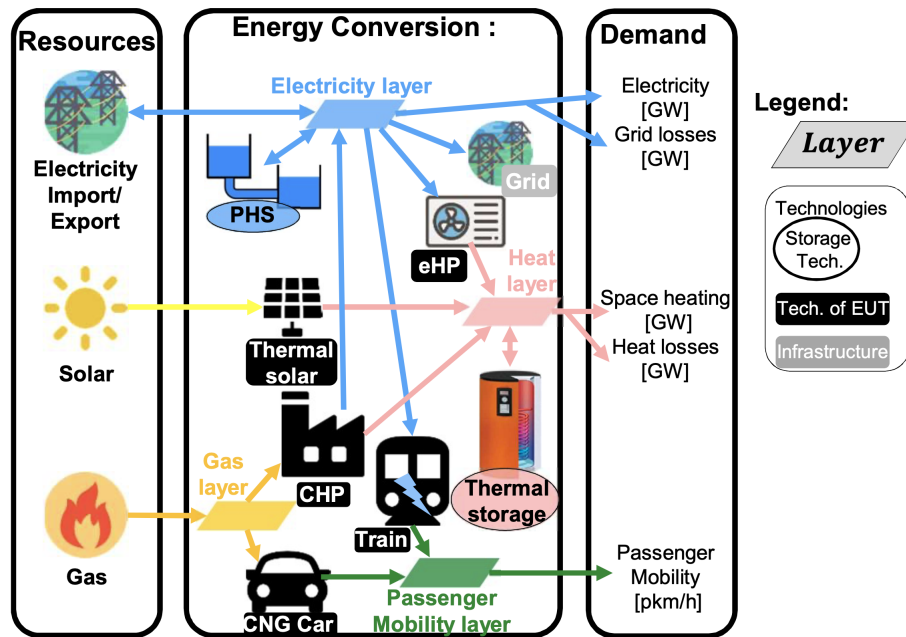 Resources
Electricity
Import/
Export
Solar
Gas
Energy Conversion :
Electricity layer
PHS
Grid
eHP
Heat
layer
Thermal
solar
Gas
layer
CHP
Train
Thermal
storage
CNG Car
Passenger
Mobility layer
Demand
Electricity
[GW]
Grid losses
[GW]
Space heating
[GW]
Heat losses
[GW]
Passenger
Mobility
[pkm/h]
Legend:
Layer
Technologies
Storage
Tech.
Tech. of EUT
Infrastructure